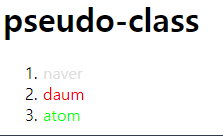 pseudo-class
1. naver
2. daum
3. atom